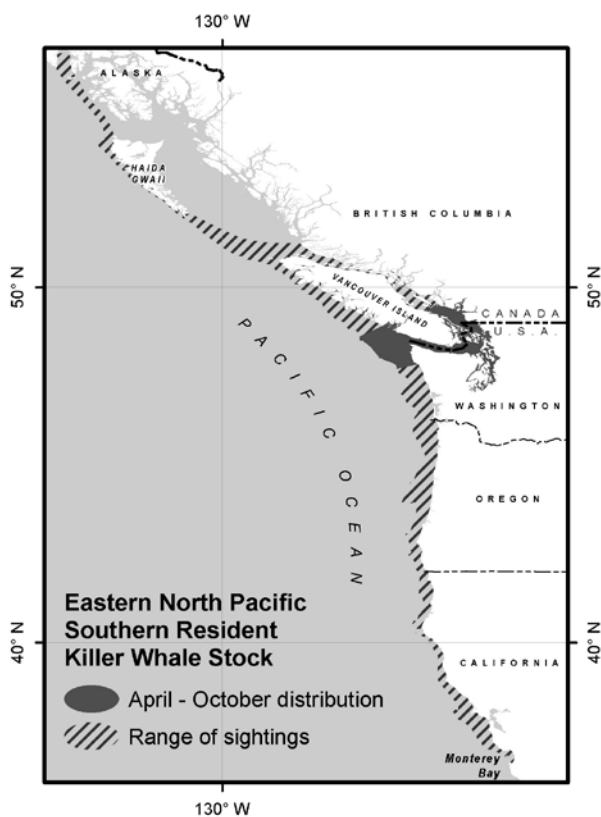 130° W
ALASKA
HAIDA
GWAII
BRITISH COLUMBIA
50° N
50° N
VANCOUVER ISLAND
CANADA
U.S.A.
PACIFIC OCEAN
WASHINGTON
OREGON
Eastern North Pacific
Southern Resident
Killer Whale Stock
40° N
40° N
CALIFORNIA
April - October distribution
Range of sightings
Monterey
Bay
130° W